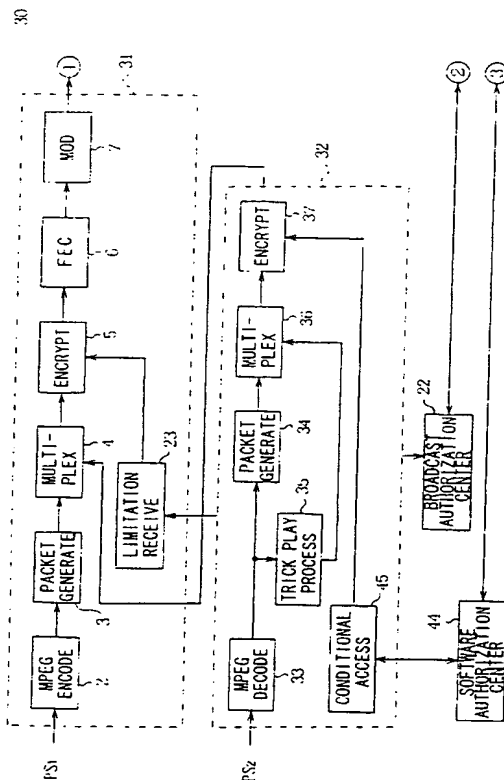 30
31
PS1
MPEG ENCODE
2
PACKET
GENERATE
3
MULTI-
PLEX
4
ENCRYPT
5
FEC
6
MOD
7
1
LIMITATION
RECEIVE
23
32
PS2
MPEG DECODE
33
PACKET
GENERATE
34
TRICK PLAY
PROCESS
35
MULTI-
PLEX
36
ENCRYPT
37
CONDITIONAL
ACCESS
45
BROADCAST
AUTHORIZATION
CENTER
22
2
SOFTWARE
AUTHORIZATION
CENTER
44
3